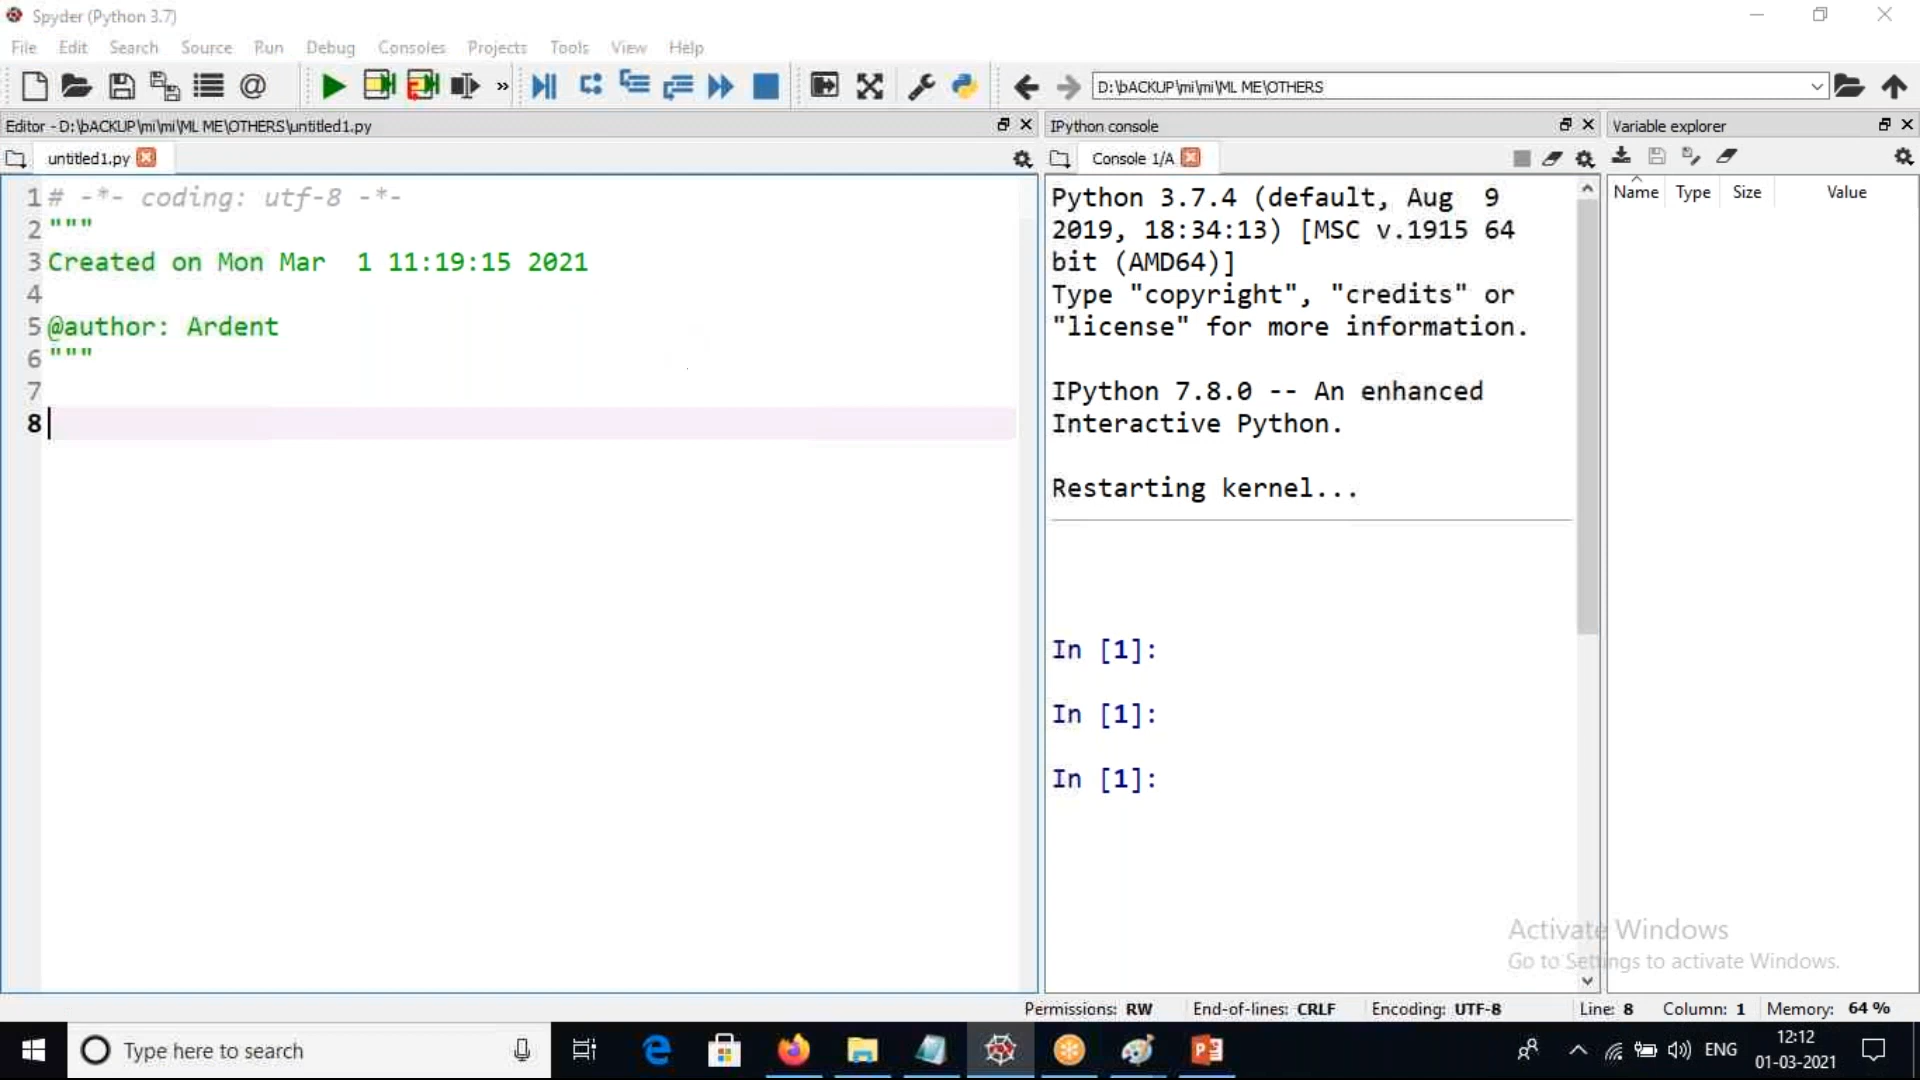 Spyder (Python 3.7)
File Edit Search Source Run Debug Consoles Projects Tools View Help
D:\bACKUP\mi\mi\ML ME\OTHERS
Editor - D:\bACKUP\mi\mi\ML ME\OTHERS\untitled1.py
untitled1.py
1 # -*- coding: utf-8 -*-
2 """
3 Created on Mon Mar  1 11:19:15 2021
4
5 @author: Ardent
6 """
7
8
IPython console
Console 1/A
Python 3.7.4 (default, Aug  9
2019, 18:34:13) [MSC v.1915 64
bit (AMD64)]
Type "copyright", "credits" or
"license" for more information.
IPython 7.8.0 -- An enhanced
Interactive Python.
Restarting kernel...
In [1]:
In [1]:
In [1]:
Variable explorer
Name Type Size Value
Activate Windows
Go to Settings to activate Windows.
Permissions: RW End-of-lines: CRLF Encoding: UTF-8 Line: 8 Column: 1 Memory: 64 %
Type here to search
ENG
12:12
01-03-2021